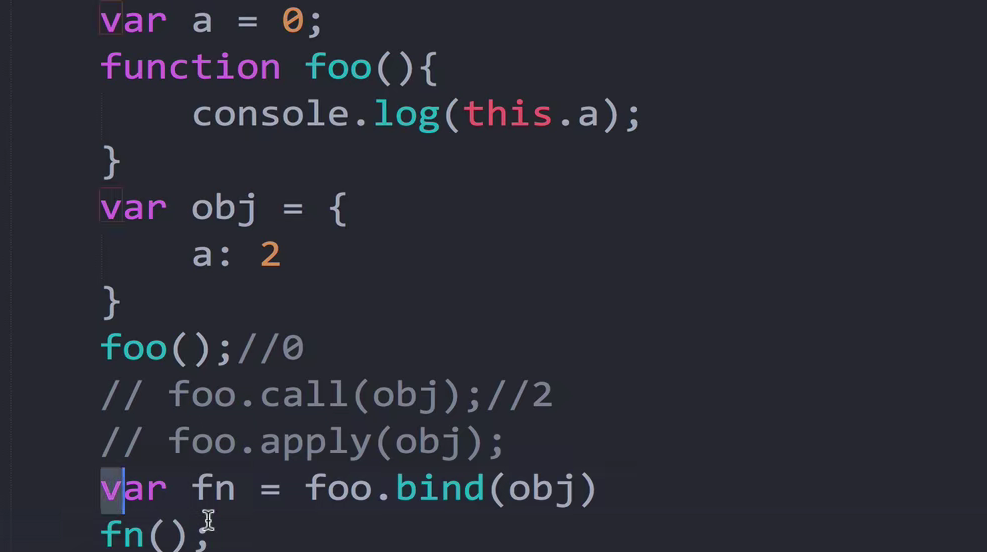 var a = 0;
function foo(){
    console.log(this.a);
}
var obj = {
    a: 2
}
foo();//0
// foo.call(obj);//2
// foo.apply(obj);
var fn = foo.bind(obj)
fn();